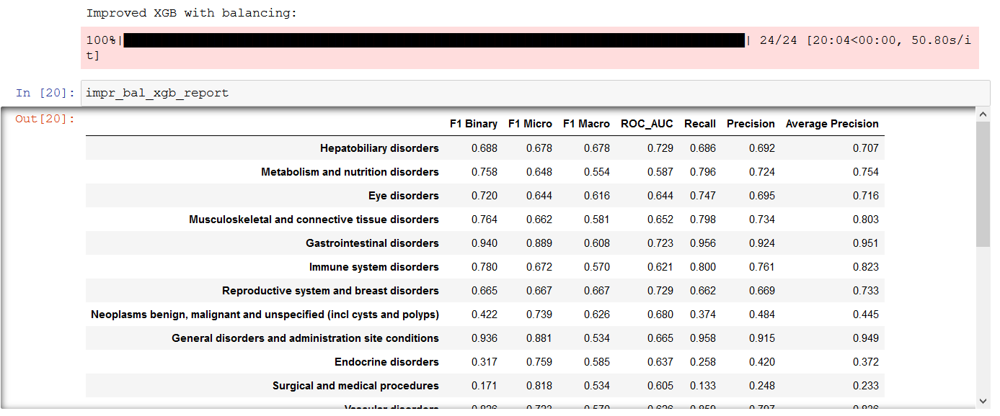 Improved XGB with balancing:
100%| | 24/24 [20:04<00:00, 50.80s/i
t]
In [20]: impr_bal_xgb_report
Out[20]:
F1 Binary F1 Micro F1 Macro ROC_AUC Recall Precision Average Precision
Hepatobiliary disorders 0.688 0.678 0.678 0.729 0.686 0.692 0.707
Metabolism and nutrition disorders 0.758 0.648 0.554 0.587 0.796 0.724 0.754
Eye disorders 0.720 0.644 0.616 0.644 0.747 0.695 0.716
Musculoskeletal and connective tissue disorders 0.764 0.662 0.581 0.652 0.798 0.734 0.803
Gastrointestinal disorders 0.940 0.889 0.608 0.723 0.956 0.924 0.951
Immune system disorders 0.780 0.672 0.570 0.621 0.800 0.761 0.823
Reproductive system and breast disorders 0.665 0.667 0.667 0.729 0.662 0.669 0.733
Neoplasms benign, malignant and unspecified (incl cysts and polyps) 0.422 0.739 0.626 0.680 0.374 0.484 0.445
General disorders and administration site conditions 0.936 0.881 0.534 0.665 0.958 0.915 0.949
Endocrine disorders 0.317 0.759 0.585 0.637 0.258 0.420 0.372
Surgical and medical procedures 0.171 0.818 0.534 0.605 0.133 0.248 0.233
Vascular disorders